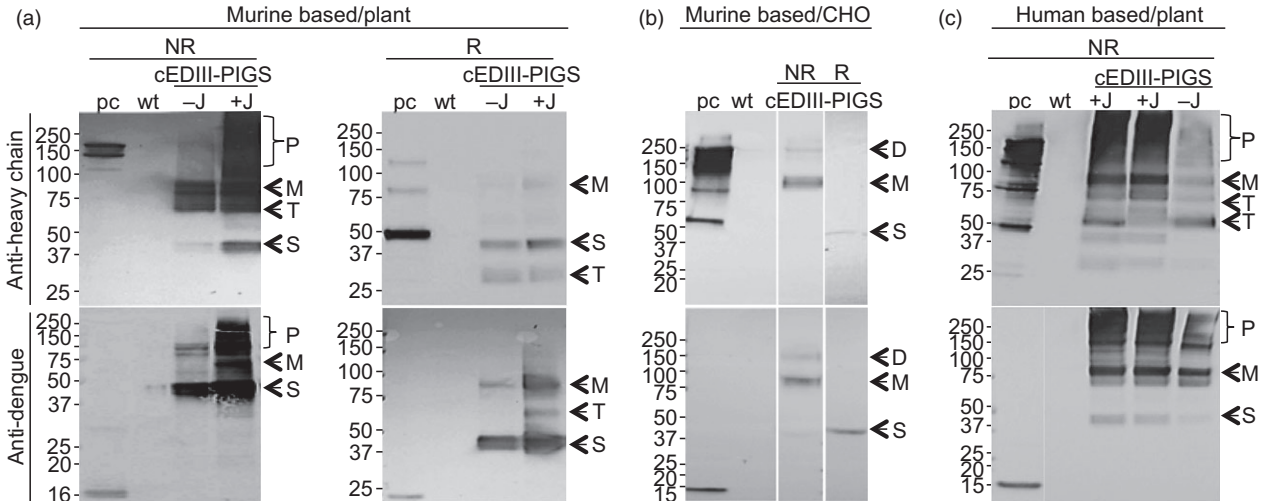 (a) Murine based/plant
NR R
cEDIII-PIGS cEDIII-PIGS
pc wt –J +J pc wt –J +J
Anti-heavy chain
250
150
100
75
50
37
25
P
M
T
S
250
150
100
75
50
37
25
M
S
T
Anti-dengue
250
150
100
75
50
37
25
20
16
P
M
S
250
150
100
75
50
37
25
M
T
S
(b) Murine based/CHO
NR R
pc wt cEDIII-PIGS
250
150
100
75
50
37
25
20
D
M
S
250
150
100
75
50
37
25
20
15
D
M
S
(c) Human based/plant
NR
cEDIII-PIGS
pc wt +J +J –J
250
150
100
75
50
37
25
P
M
T
T
250
150
100
75
50
37
25
20
15
P
M
S